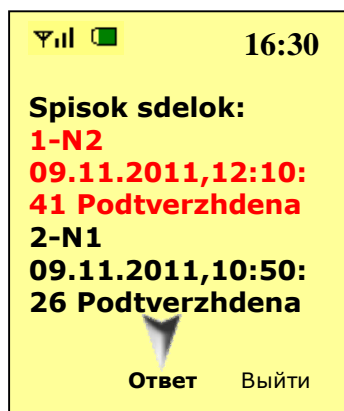 16:30
Spisok sdelok:
1-N2
09.11.2011,12:10:
41 Podtverzhdena
2-N1
09.11.2011,10:50:
26 Podtverzhdena
Ответ Выйти